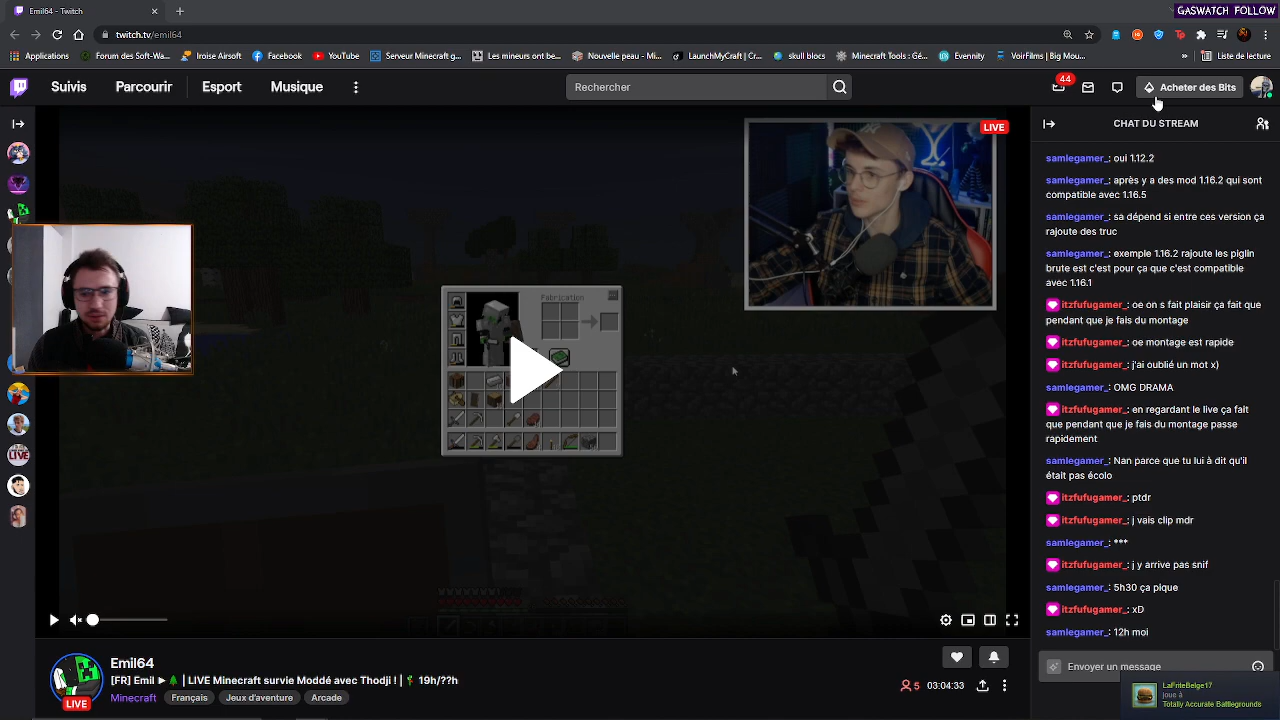 Emil64 - Twitch
GASWATCH FOLLOW
twitch.tv/emil64
Applications
Forum des Soft-Wa...
Iroise Airsoft
Facebook
YouTube
Serveur Minecraft g...
Les mineurs ont be...
Nouvelle peau - Mi...
LaunchMyCraft | Cr...
skull blocs
Minecraft Tools : Gé...
Evennity
VoirFilms | Big Mou...
»
Liste de lecture
Suivis
Parcourir
Esport
Musique
Rechercher
44
Acheter des Bits
LIVE
CHAT DU STREAM
samlegamer_: oui 1.12.2
samlegamer_: après y a des mod 1.16.2 qui sont
compatible avec 1.16.5
samlegamer_: sa dépend si entre ces version ça
rajoute des truc
samlegamer_: exemple 1.16.2 rajoute les piglin
brute est c'est pour ça que c'est compatible
avec 1.16.1
itzfufugamer_: oe on s fait plaisir ça fait que
pendant que je fais du montage
itzfufugamer_: oe montage est rapide
itzfufugamer_: j'ai oublié un mot x)
samlegamer_: OMG DRAMA
itzfufugamer_: en regardant le live ça fait
que pendant que je fais du montage passe
rapidement
samlegamer_: Nan parce que tu lui à dit qu'il
était pas écolo
itzfufugamer_: ptdr
itzfufugamer_: j vais clip mdr
samlegamer_: ***
itzfufugamer_: j y arrive pas snif
samlegamer_: 5h30 ça pique
itzfufugamer_: xD
samlegamer_: 12h moi
Envoyer un message
Fabrication
LIVE
Emil64
[FR] Emil ►🌲 | LIVE Minecraft survie Moddé avec Thodji ! | 🌵 19h/??h
Minecraft
Français
Jeux d'aventure
Arcade
LIVE
5
03:04:33
LaFriteBelge17
joue à
Totally Accurate Battlegrounds